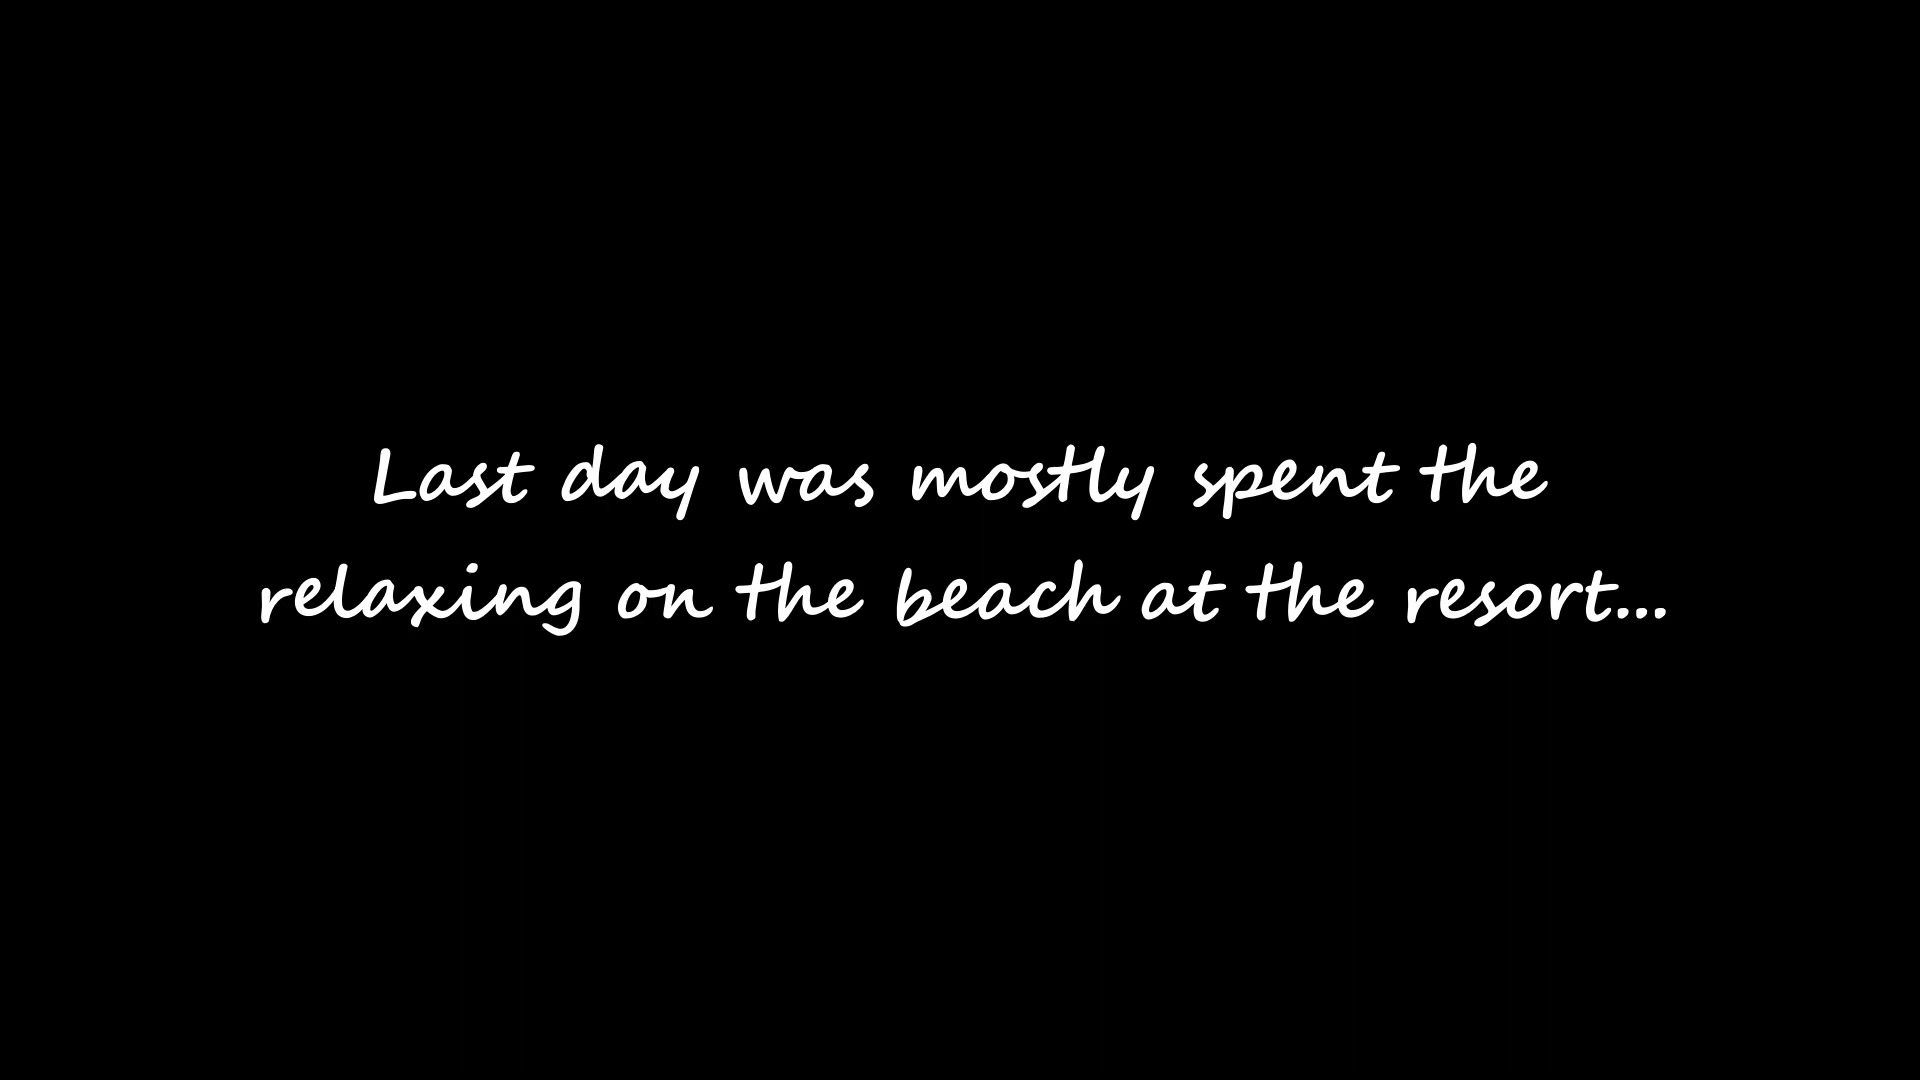 Last day was mostly spent the
relaxing on the beach at the resort...